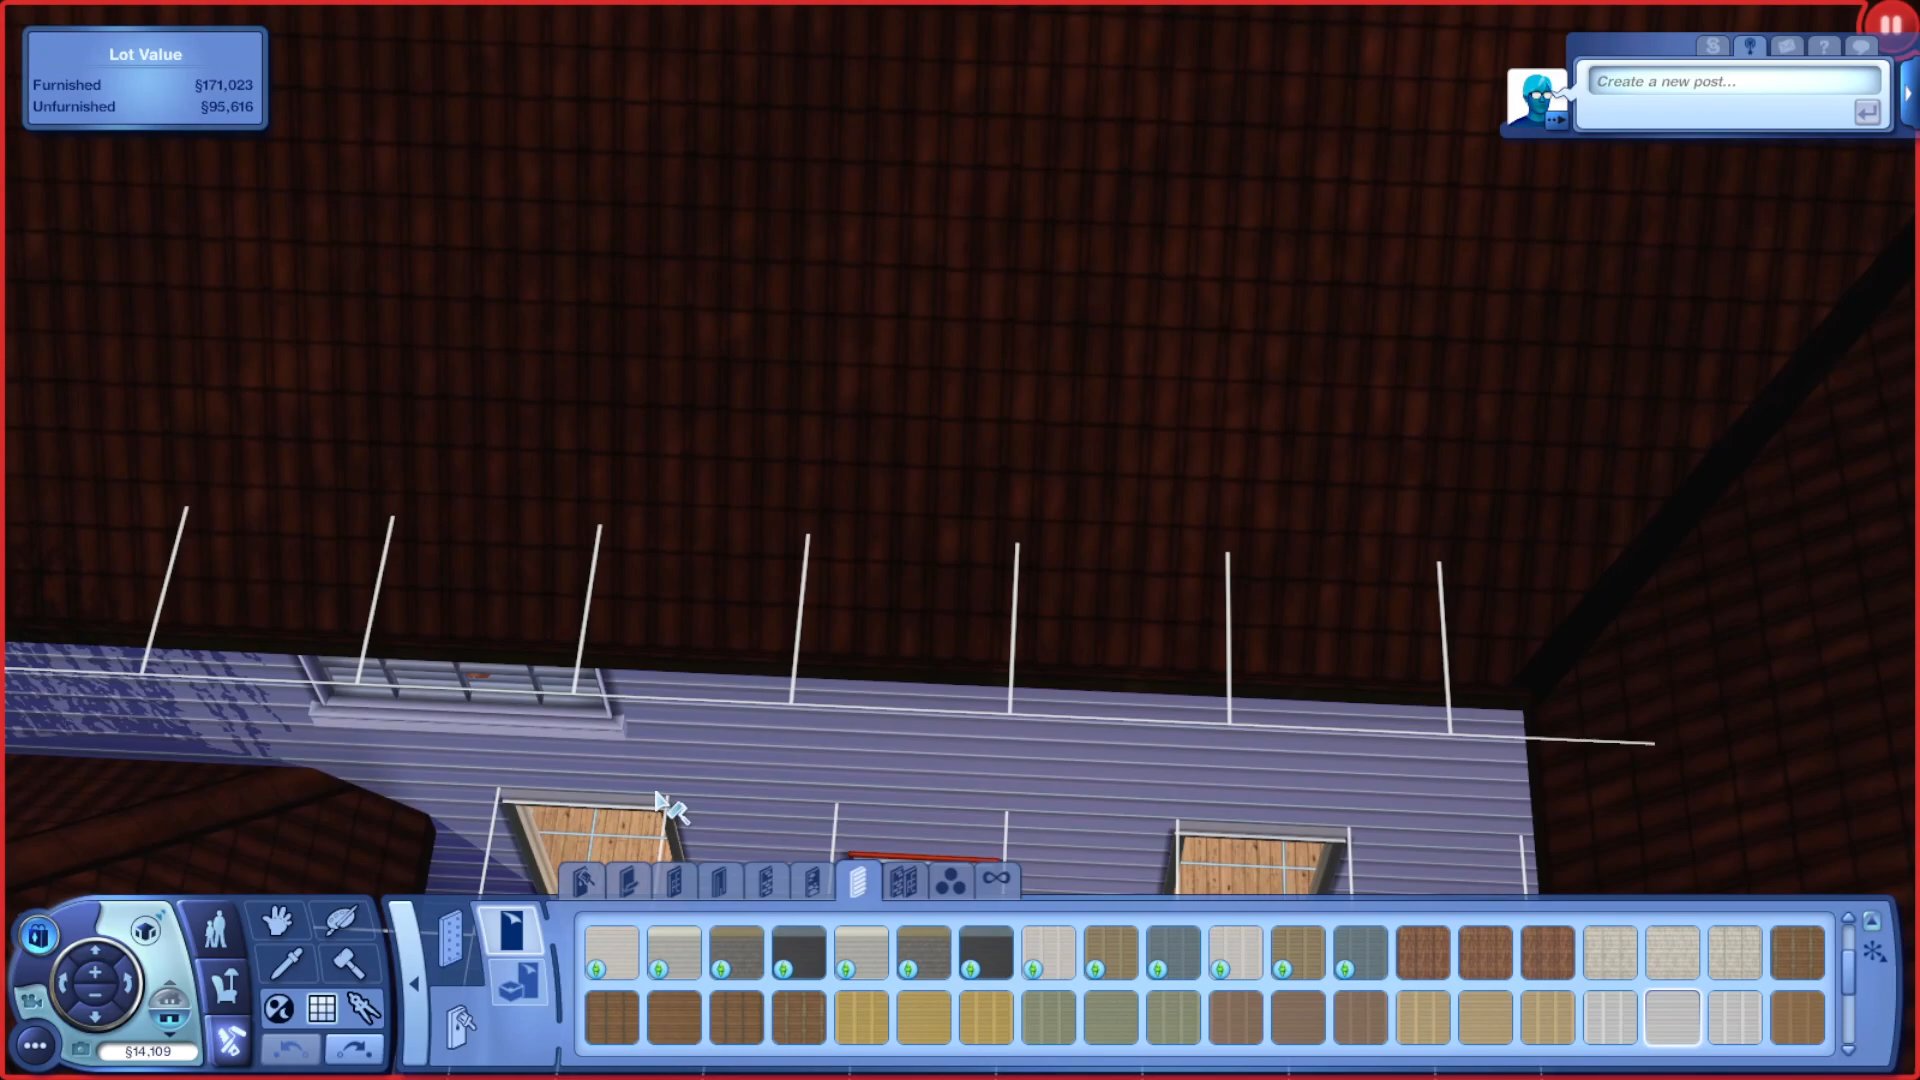 Lot Value
Furnished §171,023
Unfurnished §95,616
Create a new post...
§14,109